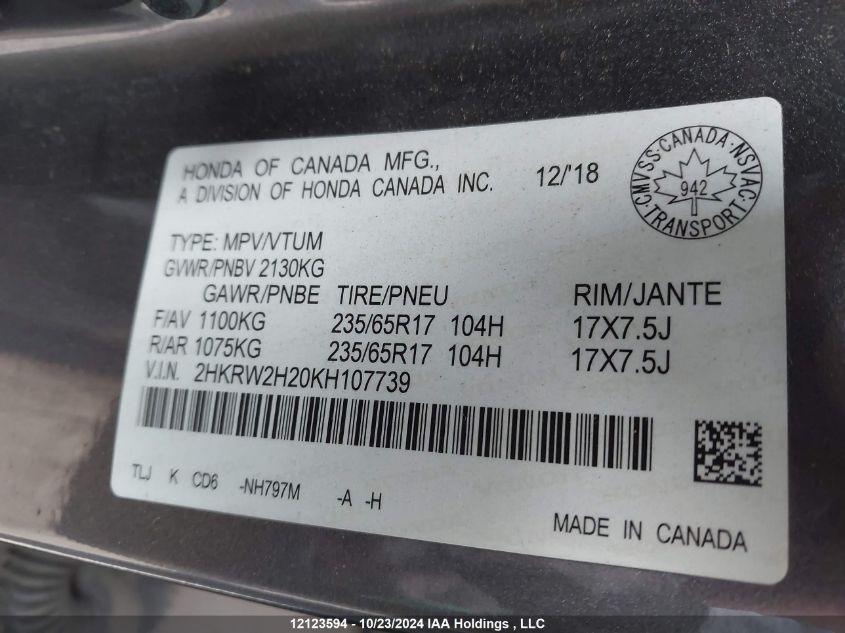 HONDA OF CANADA MFG.,
A DIVISION OF HONDA CANADA INC. 12/'18
CMVSS·CANADA·NSVAC·TRANSPORT·
942
TYPE: MPV/VTUM
GVWR/PNBV 2130KG
GAWR/PNBE TIRE/PNEU RIM/JANTE
F/AV 1100KG 235/65R17 104H 17X7.5J
R/AR 1075KG 235/65R17 104H 17X7.5J
V.I.N. 2HKRW2H20KH107739
TLJ K CD6 -NH797M -A -H
MADE IN CANADA
12123594 - 10/23/2024 IAA Holdings , LLC